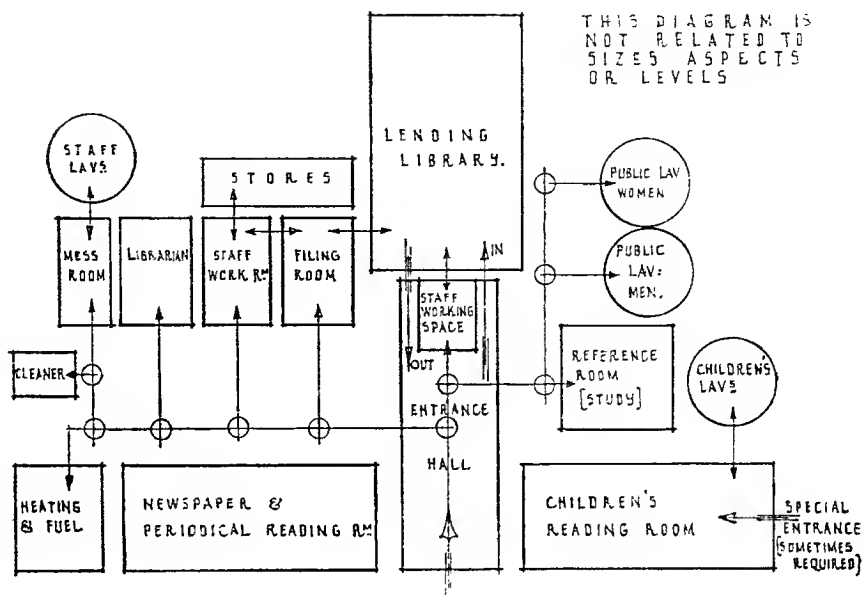 THIS DIAGRAM IS
NOT RELATED TO
SIZES ASPECTS
OR LEVELS
LENDING
LIBRARY.
STAFF
LAVS
STORES
PUBLIC LAV
WOMEN
MESS
ROOM
LIBRARIAN
STAFF
WORK RM
FILING
ROOM
IN
PUBLIC
LAV:
MEN.
STAFF
WORKING
SPACE
OUT
CLEANER
REFERENCE
ROOM
[STUDY]
CHILDREN'S
LAVS
ENTRANCE
HALL
HEATING
& FUEL
NEWSPAPER &
PERIODICAL READING RM
CHILDREN'S
READING ROOM
SPECIAL
ENTRANCE
[SOMETIMES
REQUIRED]